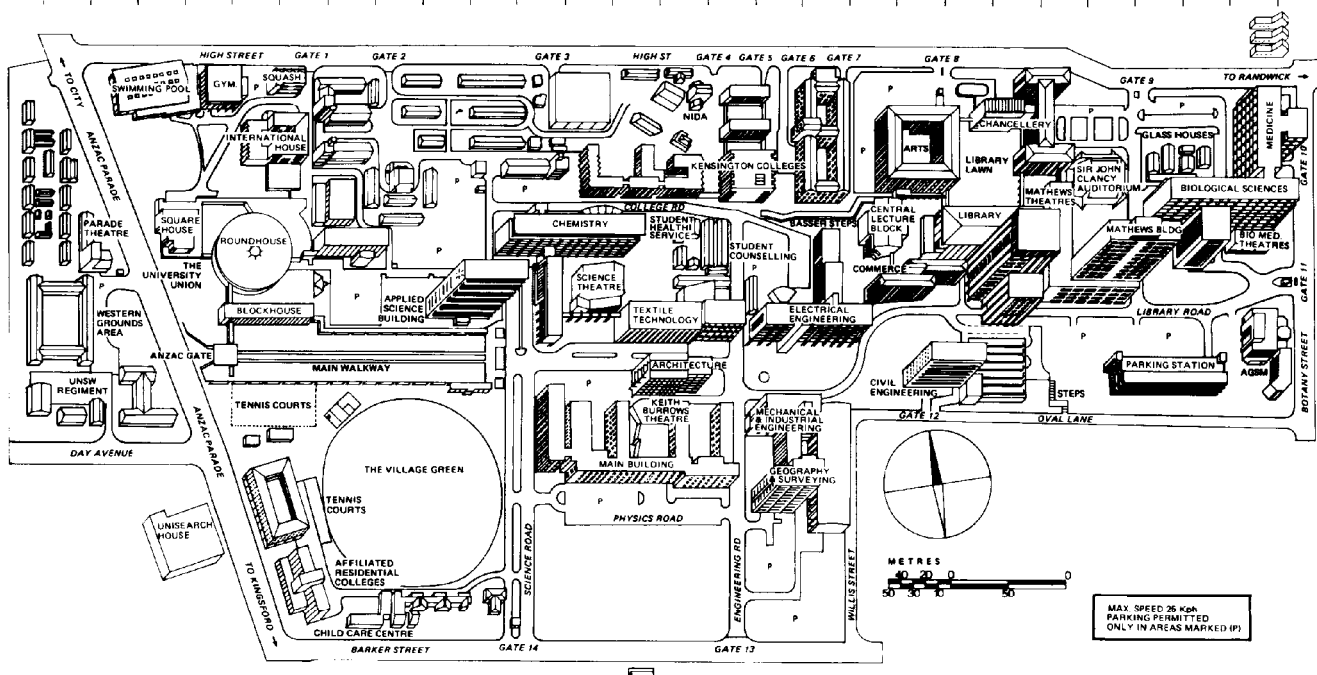 HIGH STREET
GATE 1
GATE 2
GATE 3
HIGH ST
GATE 4
GATE 5
GATE 6
GATE 7
GATE 8
GATE 9
TO RANDWICK
TO CITY
ANZAC PARADE
SWIMMING POOL
GYM.
SQUASH
INTERNATIONAL
HOUSE
P
P
NIDA
KENSINGTON COLLEGES
P
P
ARTS
CHANCELLERY
LIBRARY
LAWN
P
P
GLASS HOUSES
MEDICINE
GATE 10
SIR JOHN
CLANCY
AUDITORIUM
MATHEWS
THEATRES
BIOLOGICAL SCIENCES
PARADE
THEATRE
P
SQUARE
HOUSE
ROUNDHOUSE
THE
UNIVERSITY
UNION
BLOCKHOUSE
COLLEGE RD
CHEMISTRY
STUDENT
HEALTH
SERVICE
STUDENT
COUNSELLING
BASSER STEPS
CENTRAL
LECTURE
BLOCK
LIBRARY
COMMERCE
MATHEWS BLDG
BIO MED.
THEATRES
GATE 11
WESTERN
GROUNDS
AREA
P
APPLIED
SCIENCE
BUILDING
SCIENCE
THEATRE
TEXTILE
TECHNOLOGY
P
ELECTRICAL
ENGINEERING
LIBRARY ROAD
ANZAC GATE
MAIN WALKWAY
UNSW
REGIMENT
TENNIS COURTS
P
ARCHITECTURE
P
KEITH
BURROWS
THEATRE
MECHANICAL
& INDUSTRIAL
ENGINEERING
CIVIL
ENGINEERING
GATE 12
STEPS
OVAL LANE
P
PARKING STATION
AGSM
BOTANY STREET
ANZAC PARADE
DAY AVENUE
THE VILLAGE GREEN
MAIN BUILDING
GEOGRAPHY
SURVEYING
P
PHYSICS ROAD
TENNIS
COURTS
UNISEARCH
HOUSE
TO KINGSFORD
AFFILIATED
RESIDENTIAL
COLLEGES
SCIENCE ROAD
ENGINEERING RD
P
P
WILLIS STREET
METRES
40 20 0
50 30 10
50
0
CHILD CARE CENTRE
BARKER STREET
GATE 14
GATE 13
MAX. SPEED 25 Kph
PARKING PERMITTED
ONLY IN AREAS MARKED (P)